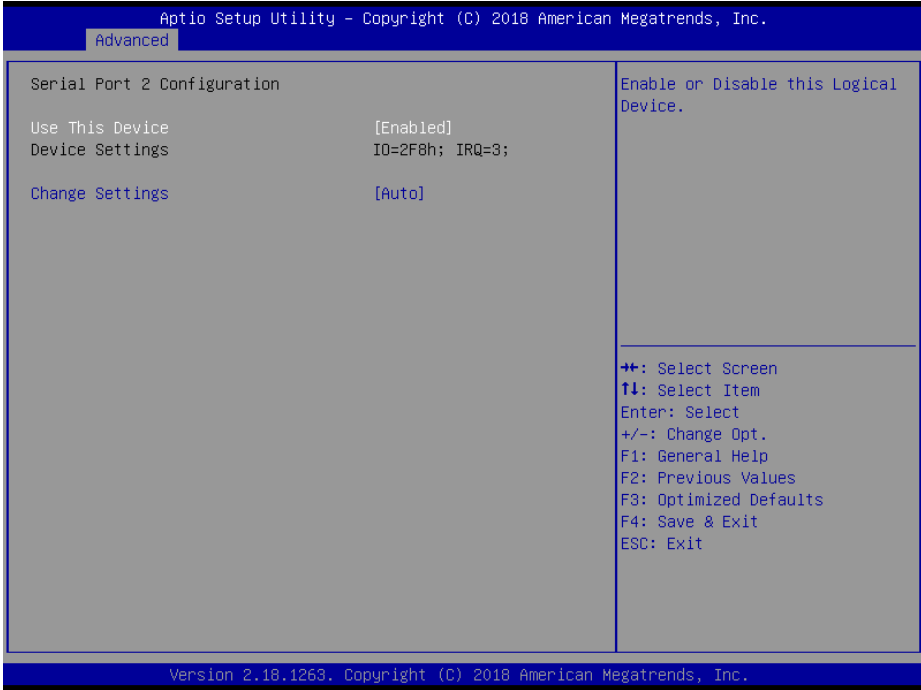 Aptio Setup Utility – Copyright (C) 2018 American Megatrends, Inc.
Advanced
Serial Port 2 Configuration
Use This Device [Enabled]
Device Settings IO=2F8h; IRQ=3;
Change Settings [Auto]
Enable or Disable this Logical
Device.
→←: Select Screen
↑↓: Select Item
Enter: Select
+/-: Change Opt.
F1: General Help
F2: Previous Values
F3: Optimized Defaults
F4: Save & Exit
ESC: Exit
Version 2.18.1263. Copyright (C) 2018 American Megatrends, Inc.